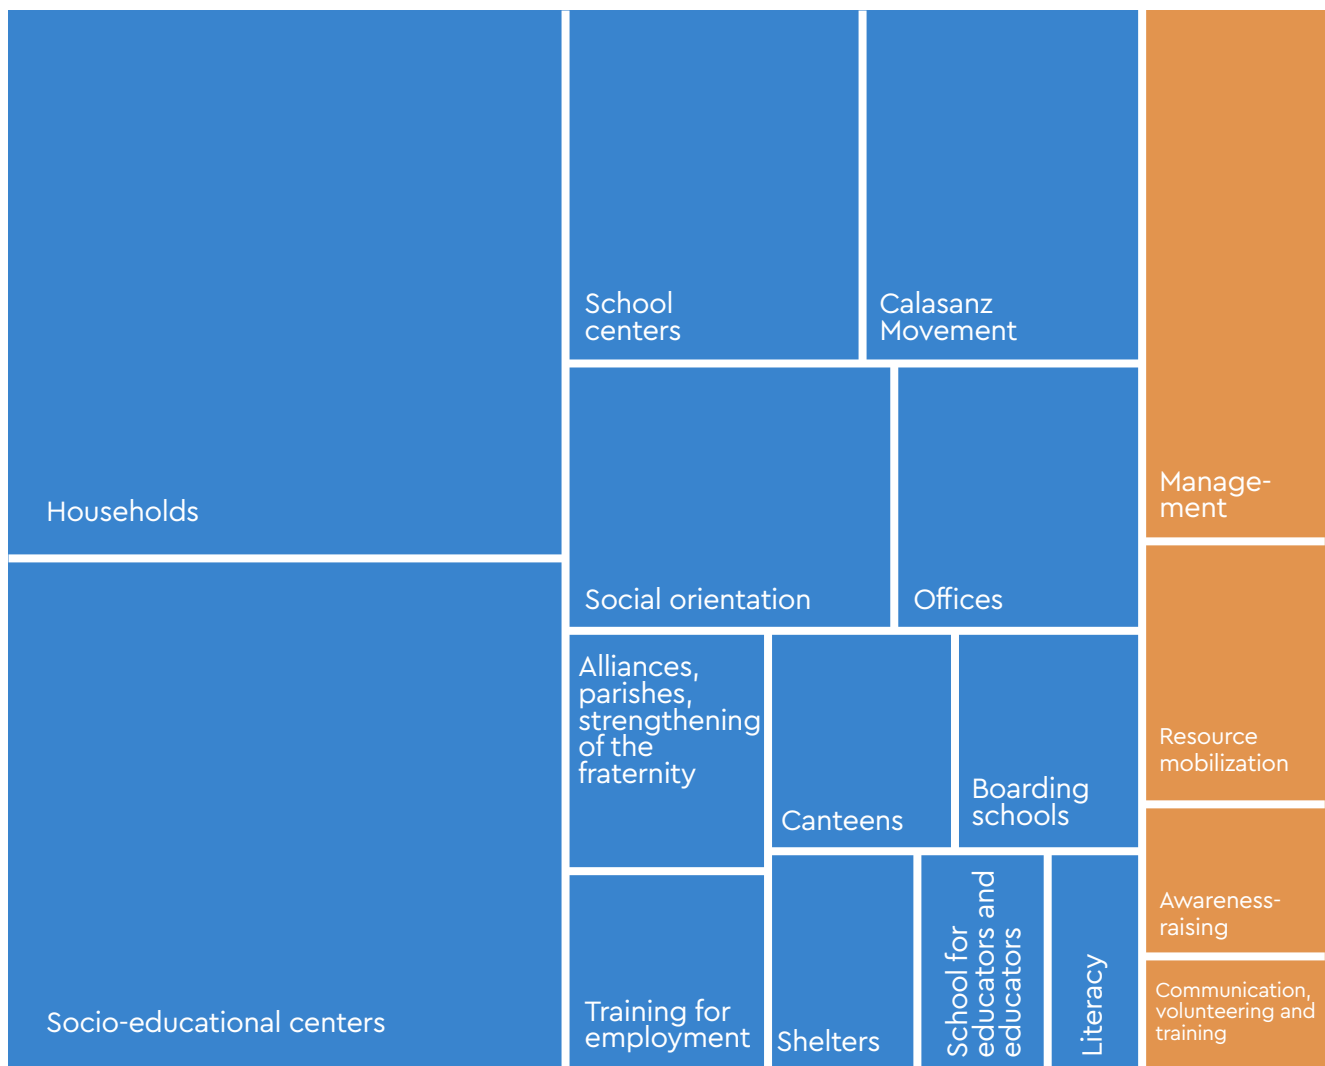 Households
Socio-educational centers
School
centers
Calasanz
Movement
Social orientation
Offices
Alliances,
parishes,
strengthening
of the
fraternity
Canteens
Boarding
schools
Training for
employment
Shelters
School for
educators and
educators
Literacy
Manage-
ment
Resource
mobilization
Awareness-
raising
Communication,
volunteering and
training